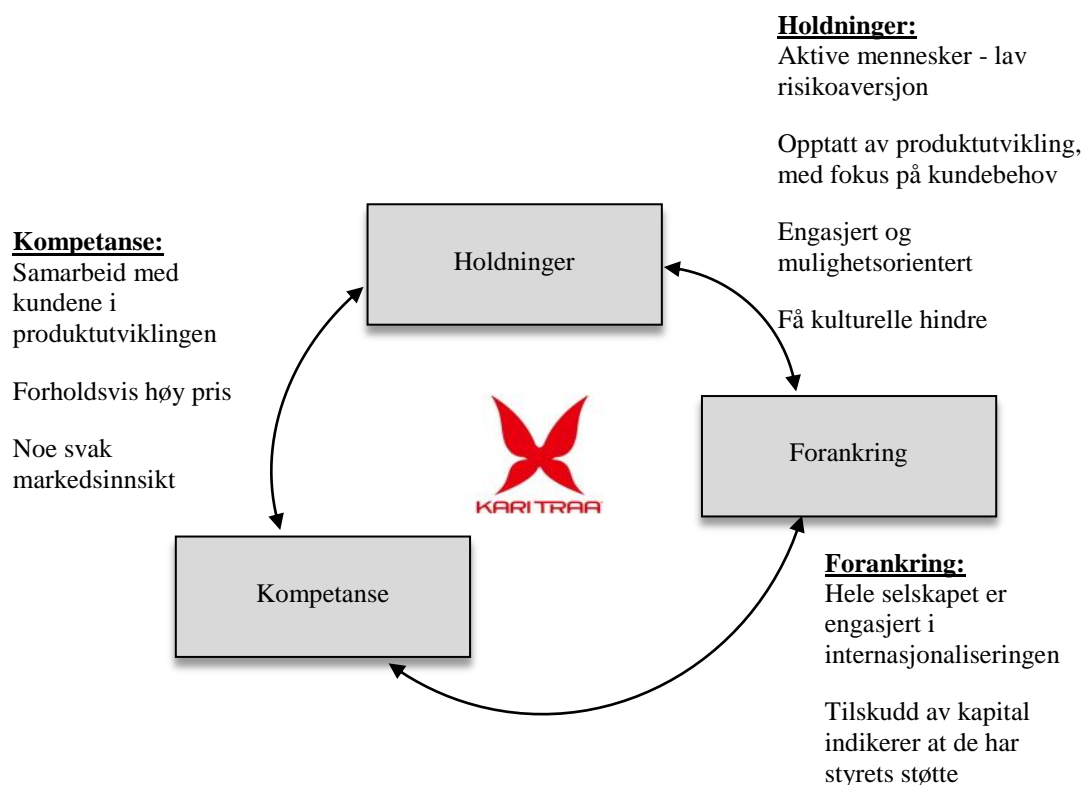 Holdninger:
Aktive mennesker - lav
risikoaversjon
Opptatt av produktutvikling,
med fokus på kundebehov
Engasjert og
mulighetsorientert
Få kulturelle hindre
Kompetanse:
Samarbeid med
kundene i
produktutviklingen
Forholdsvis høy pris
Noe svak
markedsinnsikt
Holdninger
KARI TRAA
Forankring
Kompetanse
Forankring:
Hele selskapet er
engasjert i
internasjonaliseringen
Tilskudd av kapital
indikerer at de har
styrets støtte